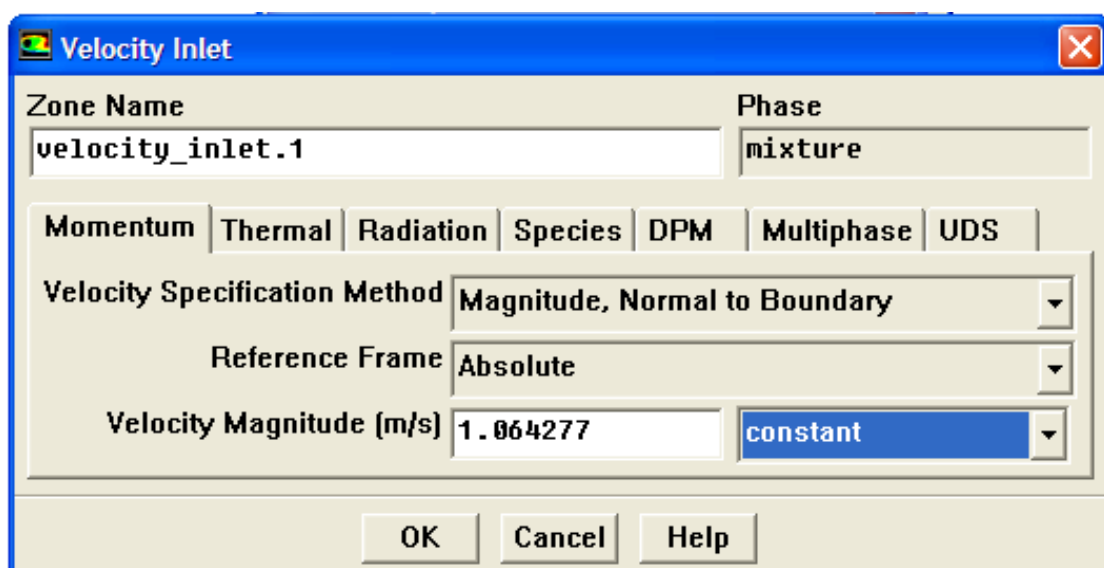 Velocity Inlet
Zone Name Phase
velocity_inlet.1 mixture
Momentum Thermal Radiation Species DPM Multiphase UDS
Velocity Specification Method Magnitude, Normal to Boundary
Reference Frame Absolute
Velocity Magnitude (m/s) 1.064277 constant
OK Cancel Help